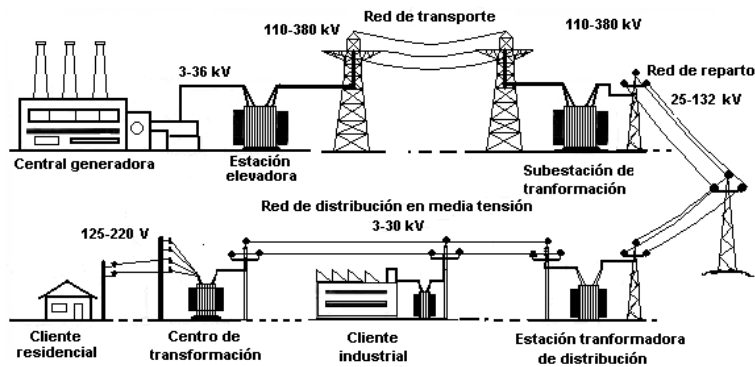 Red de transporte
110-380 kV
110-380 kV
3-36 kV
Red de reparto
25-132 kV
Central generadora
Estación
elevadora
Subestación de
tranformación
Red de distribución en media tensión
3-30 kV
125-220 V
Cliente
residencial
Centro de
transformación
Cliente
industrial
Estación tranformadora
de distribución